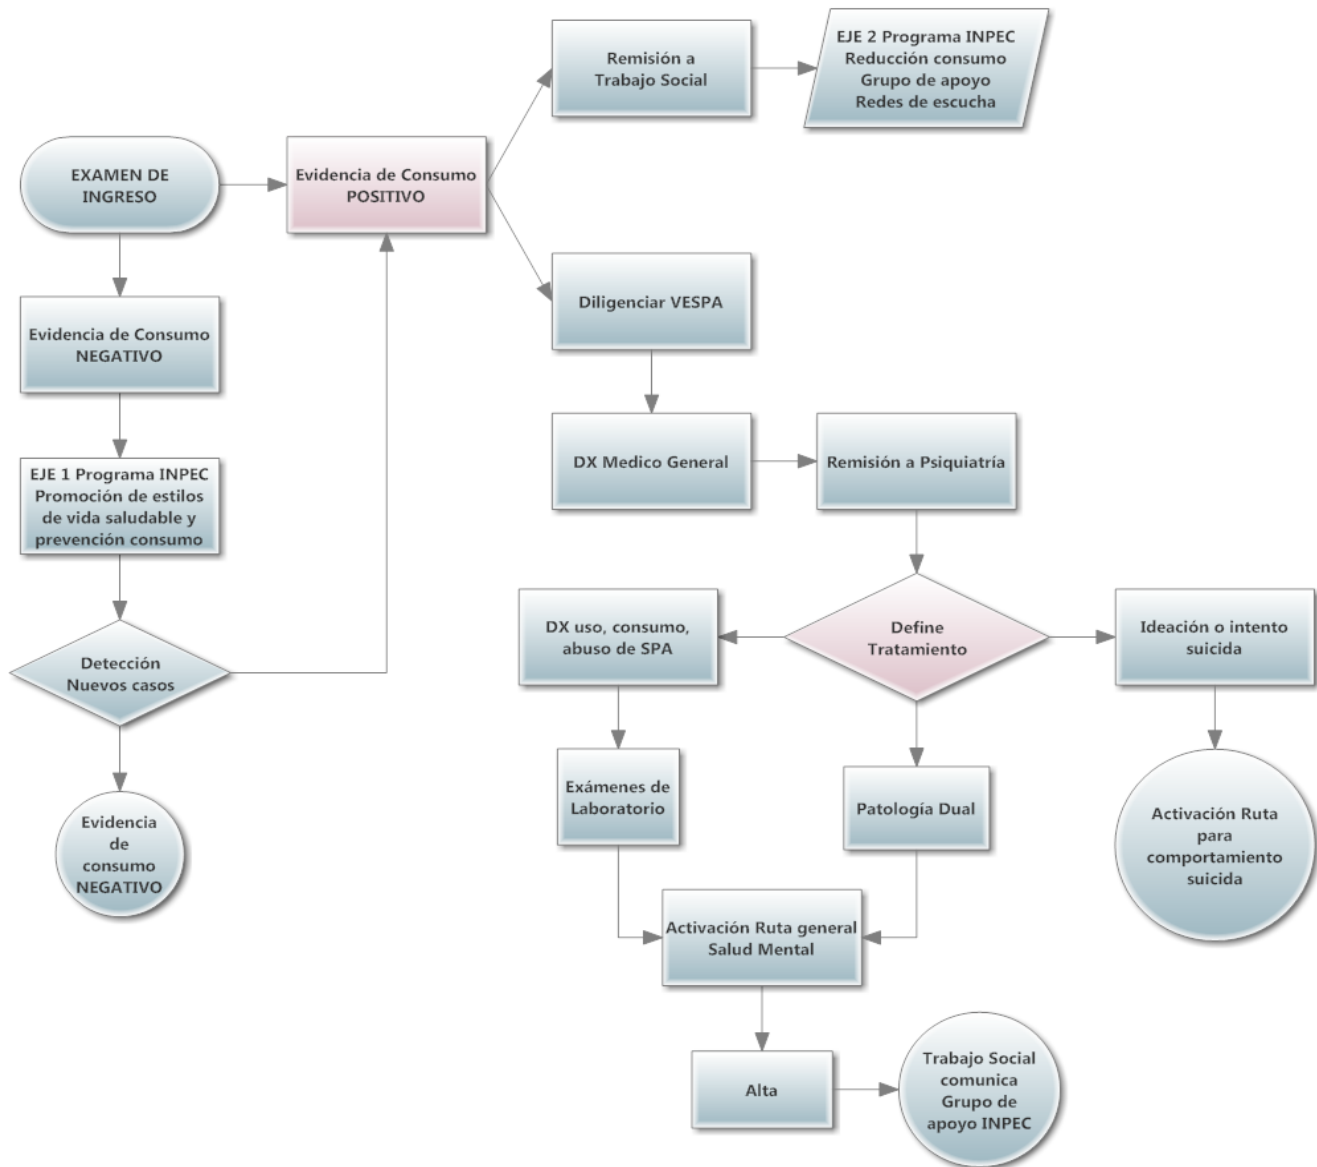 Remisión a
Trabajo Social
EJE 2 Programa INPEC
Reducción consumo
Grupo de apoyo
Redes de escucha
EXAMEN DE
INGRESO
Evidencia de Consumo
POSITIVO
Evidencia de Consumo
NEGATIVO
Diligenciar VESPA
EJE 1 Programa INPEC
Promoción de estilos
de vida saludable y
prevención consumo
DX Medico General
Remisión a Psiquiatría
Detección
Nuevos casos
DX uso, consumo,
abuso de SPA
Define
Tratamiento
Ideación o intento
suicida
Evidencia
de
consumo
NEGATIVO
Exámenes de
Laboratorio
Patología Dual
Activación Ruta
para
comportamiento
suicida
Activación Ruta general
Salud Mental
Alta
Trabajo Social
comunica
Grupo de
apoyo INPEC